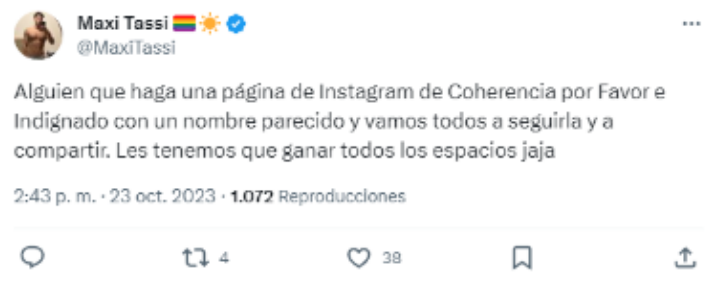 Maxi Tassi 🏳️‍🌈☀️
@MaxiTassi
Alguien que haga una página de Instagram de Coherencia por Favor e
Indignado con un nombre parecido y vamos todos a seguirla y a
compartir. Les tenemos que ganar todos los espacios jaja
2:43 p. m. · 23 oct. 2023 · 1.072 Reproducciones
4 38